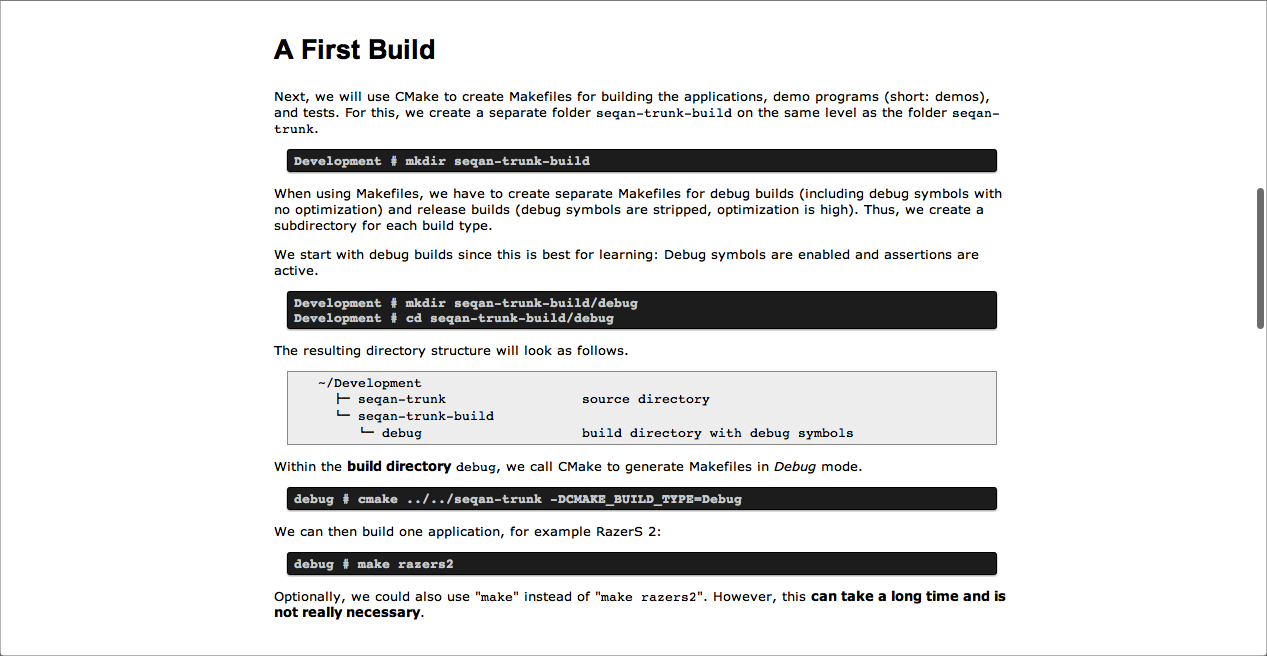 A First Build
Next, we will use CMake to create Makefiles for building the applications, demo programs (short: demos),
and tests. For this, we create a separate folder seqan-trunk-build on the same level as the folder seqan-
trunk.
Development # mkdir seqan-trunk-build
When using Makefiles, we have to create separate Makefiles for debug builds (including debug symbols with
no optimization) and release builds (debug symbols are stripped, optimization is high). Thus, we create a
subdirectory for each build type.
We start with debug builds since this is best for learning: Debug symbols are enabled and assertions are
active.
Development # mkdir seqan-trunk-build/debug
Development # cd seqan-trunk-build/debug
The resulting directory structure will look as follows.
~/Development
├─ seqan-trunk source directory
└─ seqan-trunk-build
└─ debug build directory with debug symbols
Within the build directory debug, we call CMake to generate Makefiles in Debug mode.
debug # cmake ../../seqan-trunk -DCMAKE_BUILD_TYPE=Debug
We can then build one application, for example RazerS 2:
debug # make razers2
Optionally, we could also use "make" instead of "make razers2". However, this can take a long time and is
not really necessary.